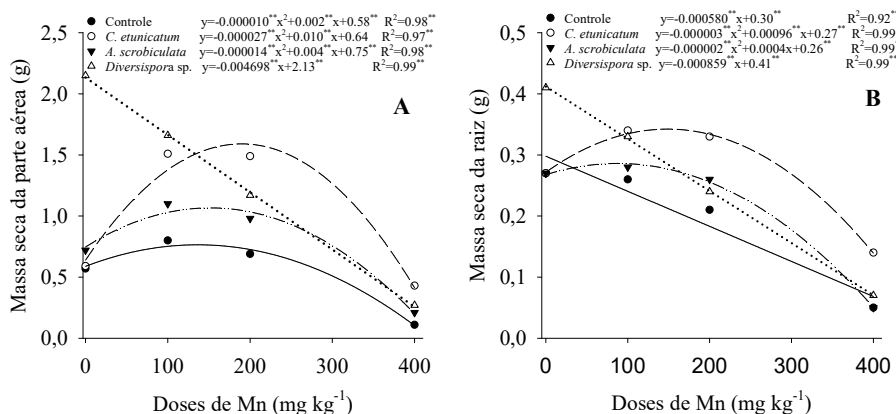 Controle y=-0.000010**x²+0.002**x+0.58** R²=0.98**
C. etunicatum y=-0.000027**x²+0.010**x+0.64 R²=0.97**
A. scrobiculata y=-0.000014**x²+0.004**x+0.75** R²=0.98**
Diversispora sp. y=-0.004698**x+2.13** R²=0.99**
A
2,5
2,0
1,5
1,0
0,5
0,0
Massa seca da parte aérea (g)
0 100 200 300 400
Doses de Mn (mg kg⁻¹)
Controle y=-0.000580**x+0.30** R²=0.92**
C. etunicatum y=-0.000003**x²+0.00096**x+0.27** R²=0.99
A. scrobiculata y=-0.000002**x²+0.0004x+0.26** R²=0.99
Diversispora sp. y=-0.000859**x+0.41** R²=0.99**
B
0,5
0,4
0,3
0,2
0,1
0,0
Massa seca da raiz (g)
0 100 200 300 400
Doses de Mn (mg kg⁻¹)